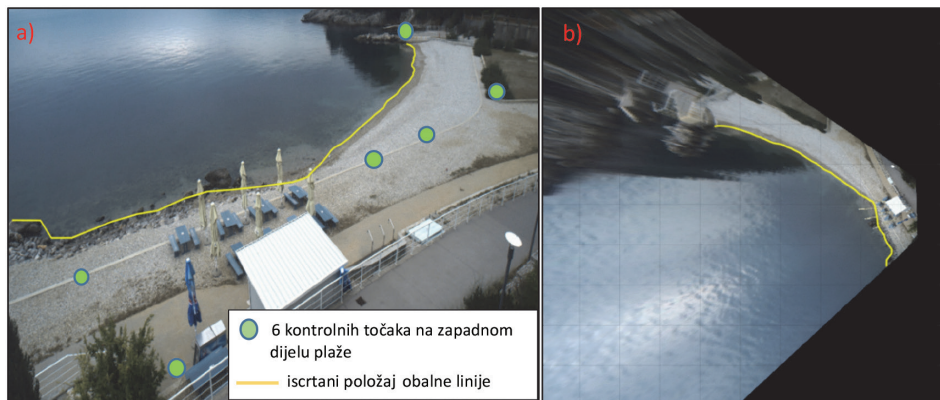 a)
b)
6 kontrolnih točaka na zapadnom
dijelu plaže
iscrtani položaj obalne linije